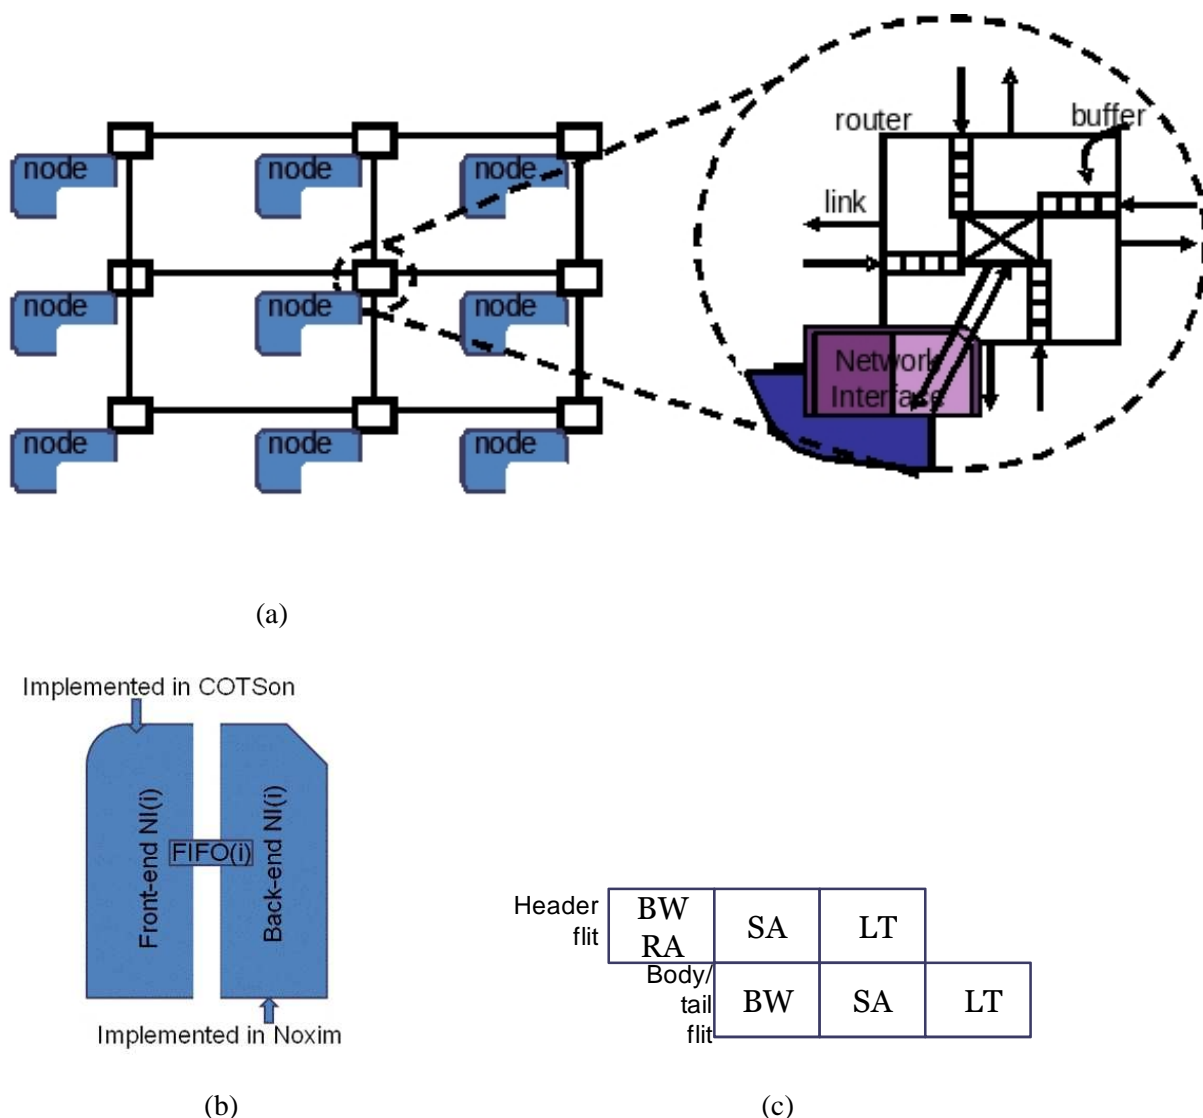 router
buffer
node
node
node
link
node
node
node
Network
Interface
node
node
node
(a)
Implemented in COTSon
Front-end NI(i)
FIFO(i)
Back-end NI(i)
Implemented in Noxim
(b)
Header
flit
BW
RA
SA
LT
Body/
tail
flit
BW
SA
LT
(c)